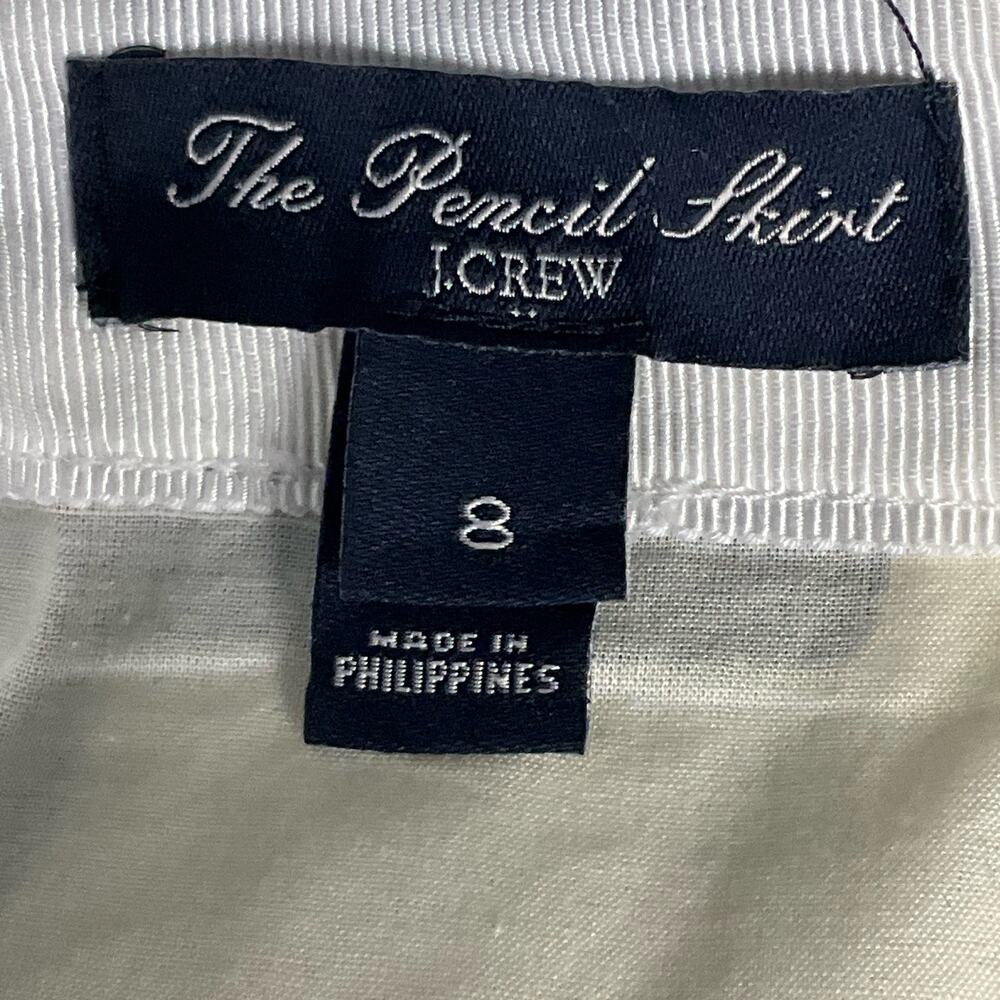 The Pencil Skirt
J.CREW
8
MADE IN
PHILIPPINES